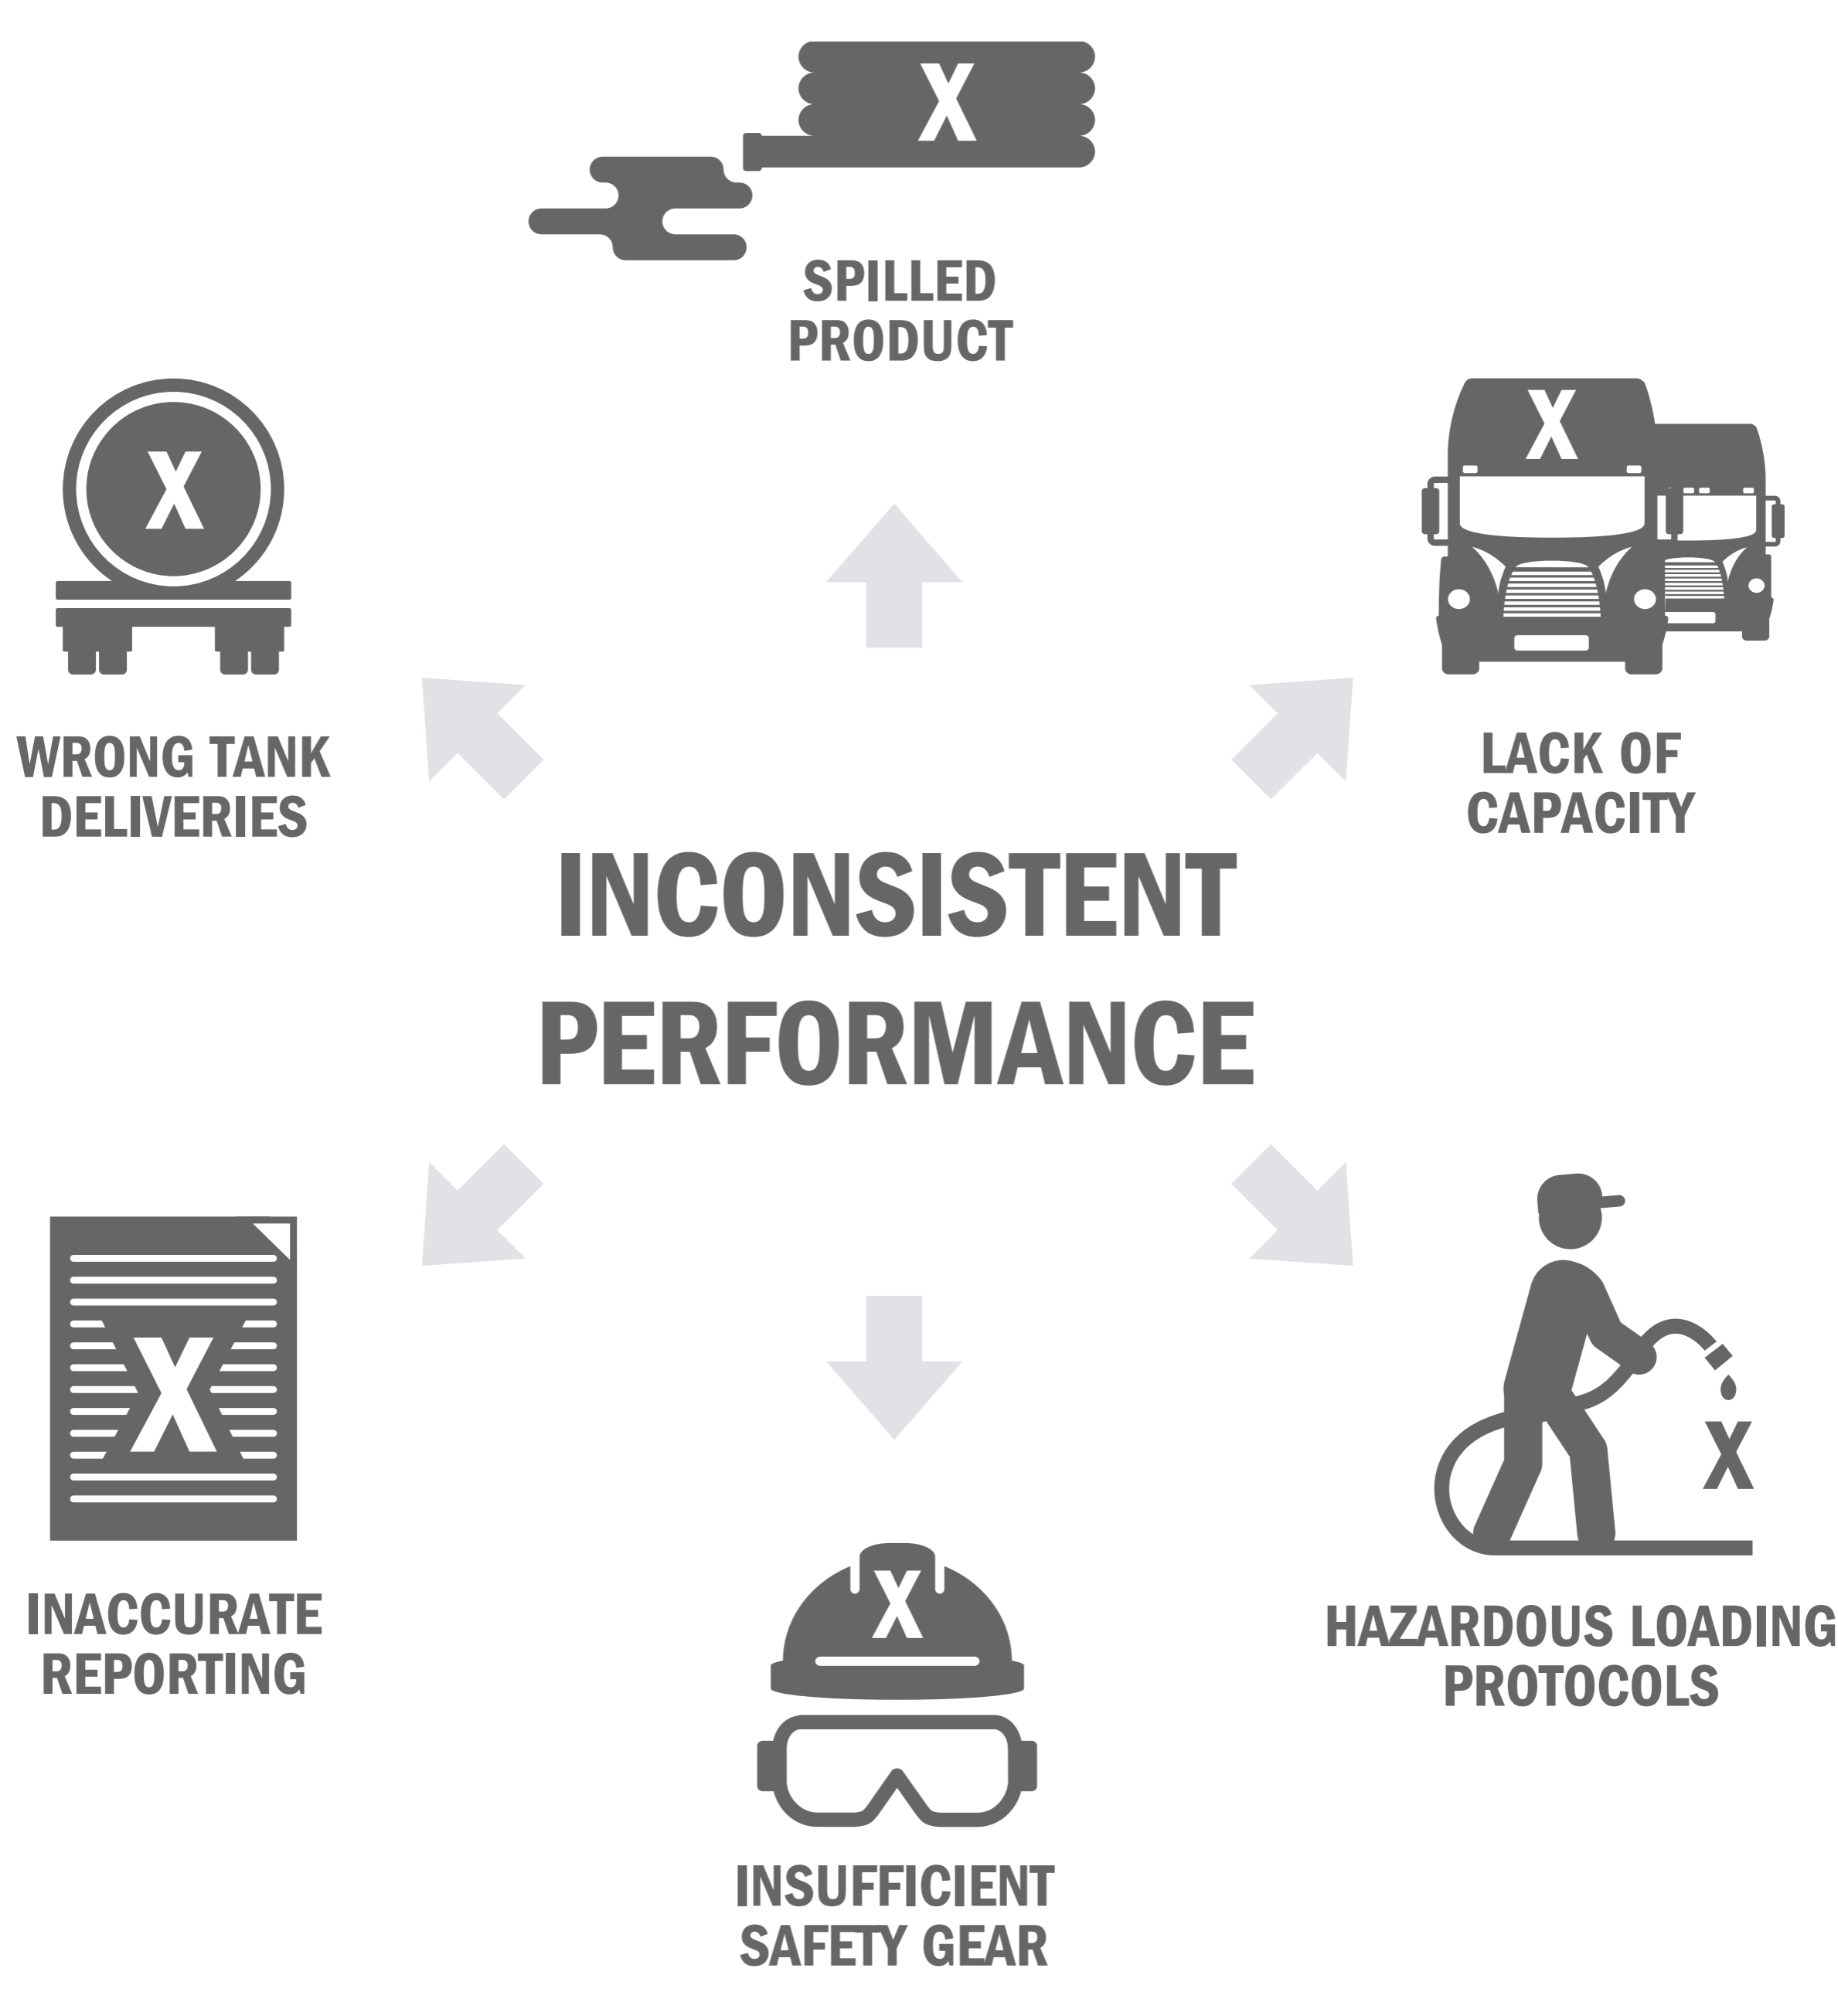 X
SPILLED
PRODUCT
X
WRONG TANK
DELIVERIES
X
LACK OF
CAPACITY
INCONSISTENT
PERFORMANCE
X
INACCURATE
REPORTING
X
HAZARDOUS LOADING
PROTOCOLS
X
INSUFFICIENT
SAFETY GEAR